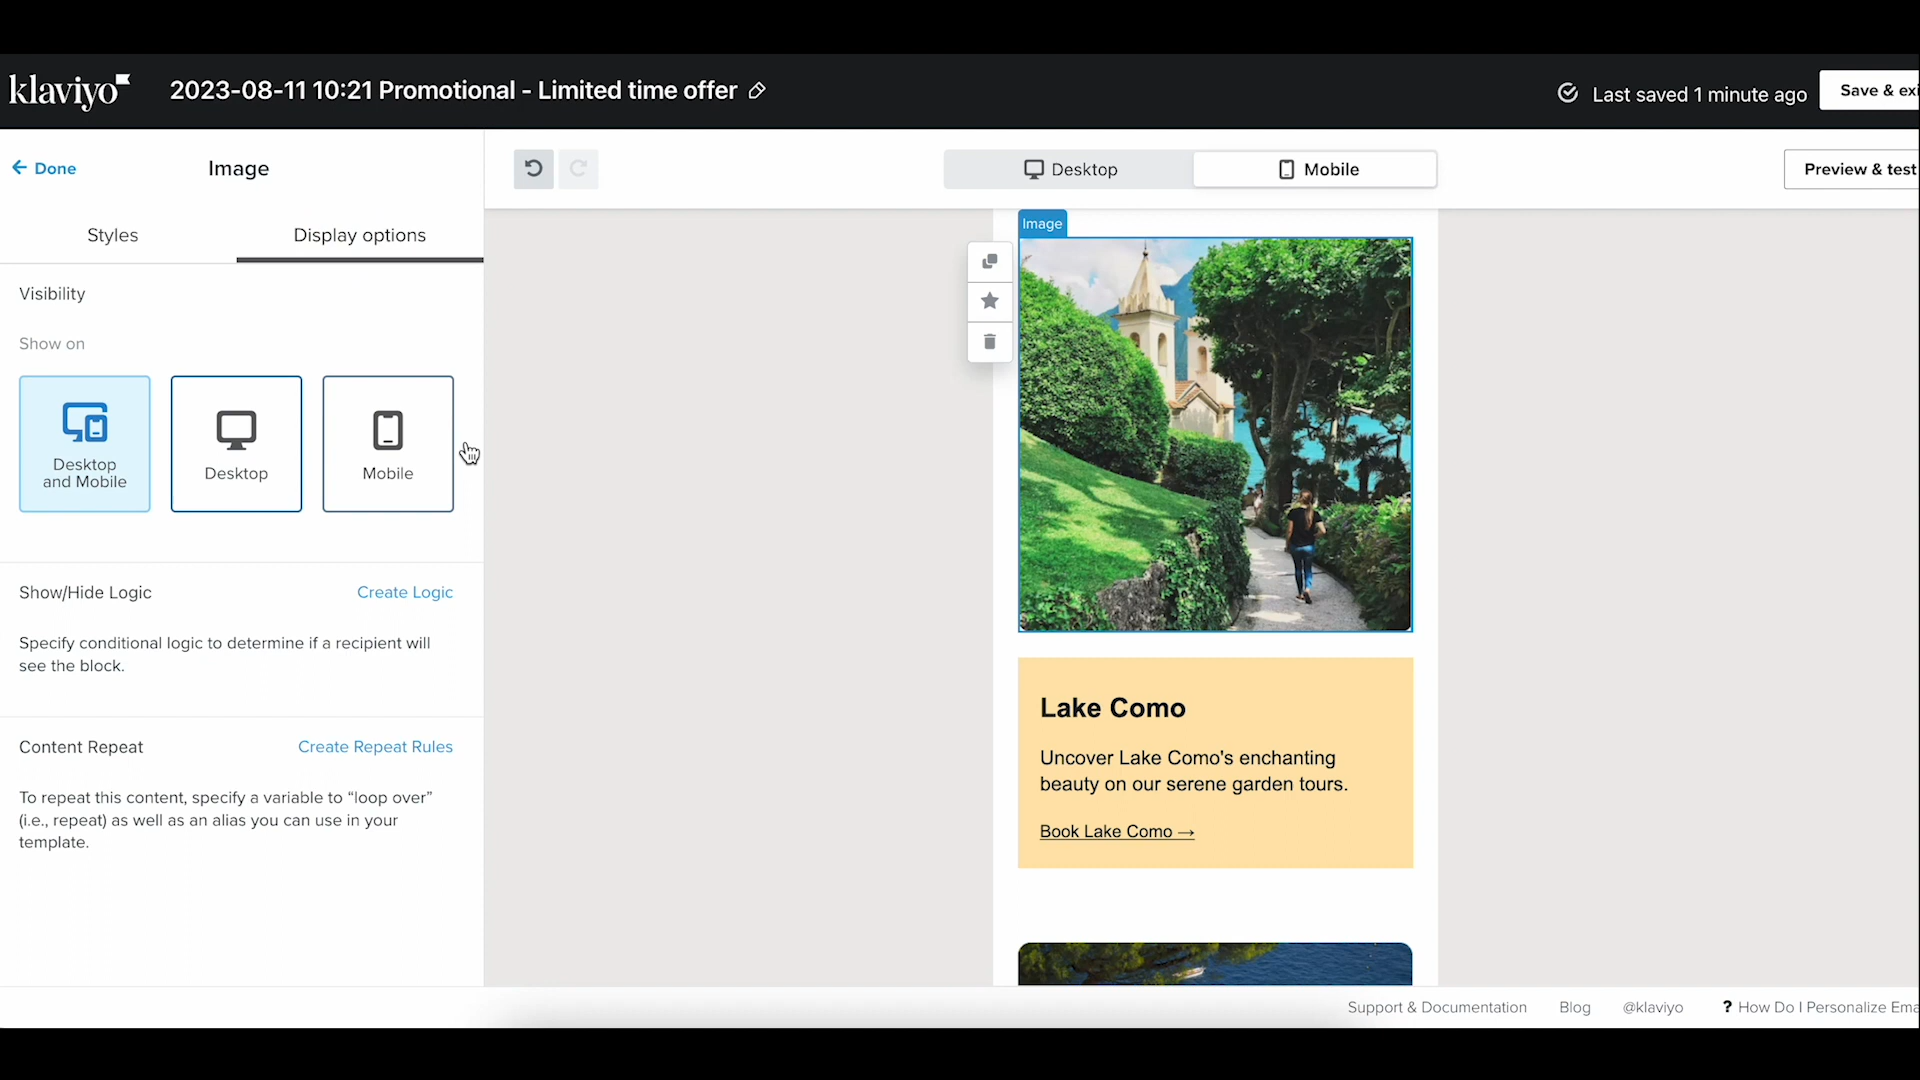 klaviyo
2023-08-11 10:21 Promotional - Limited time offer
Last saved 1 minute ago
Save & exi
Done
Image
Desktop
Mobile
Preview & test
Styles
Display options
Image
Visibility
Show on
Desktop
and Mobile
Desktop
Mobile
Show/Hide Logic
Create Logic
Specify conditional logic to determine if a recipient will
see the block.
Content Repeat
Create Repeat Rules
To repeat this content, specify a variable to “loop over”
(i.e., repeat) as well as an alias you can use in your
template.
Lake Como
Uncover Lake Como's enchanting
beauty on our serene garden tours.
Book Lake Como →
Support & Documentation
Blog
@klaviyo
? How Do I Personalize Ema